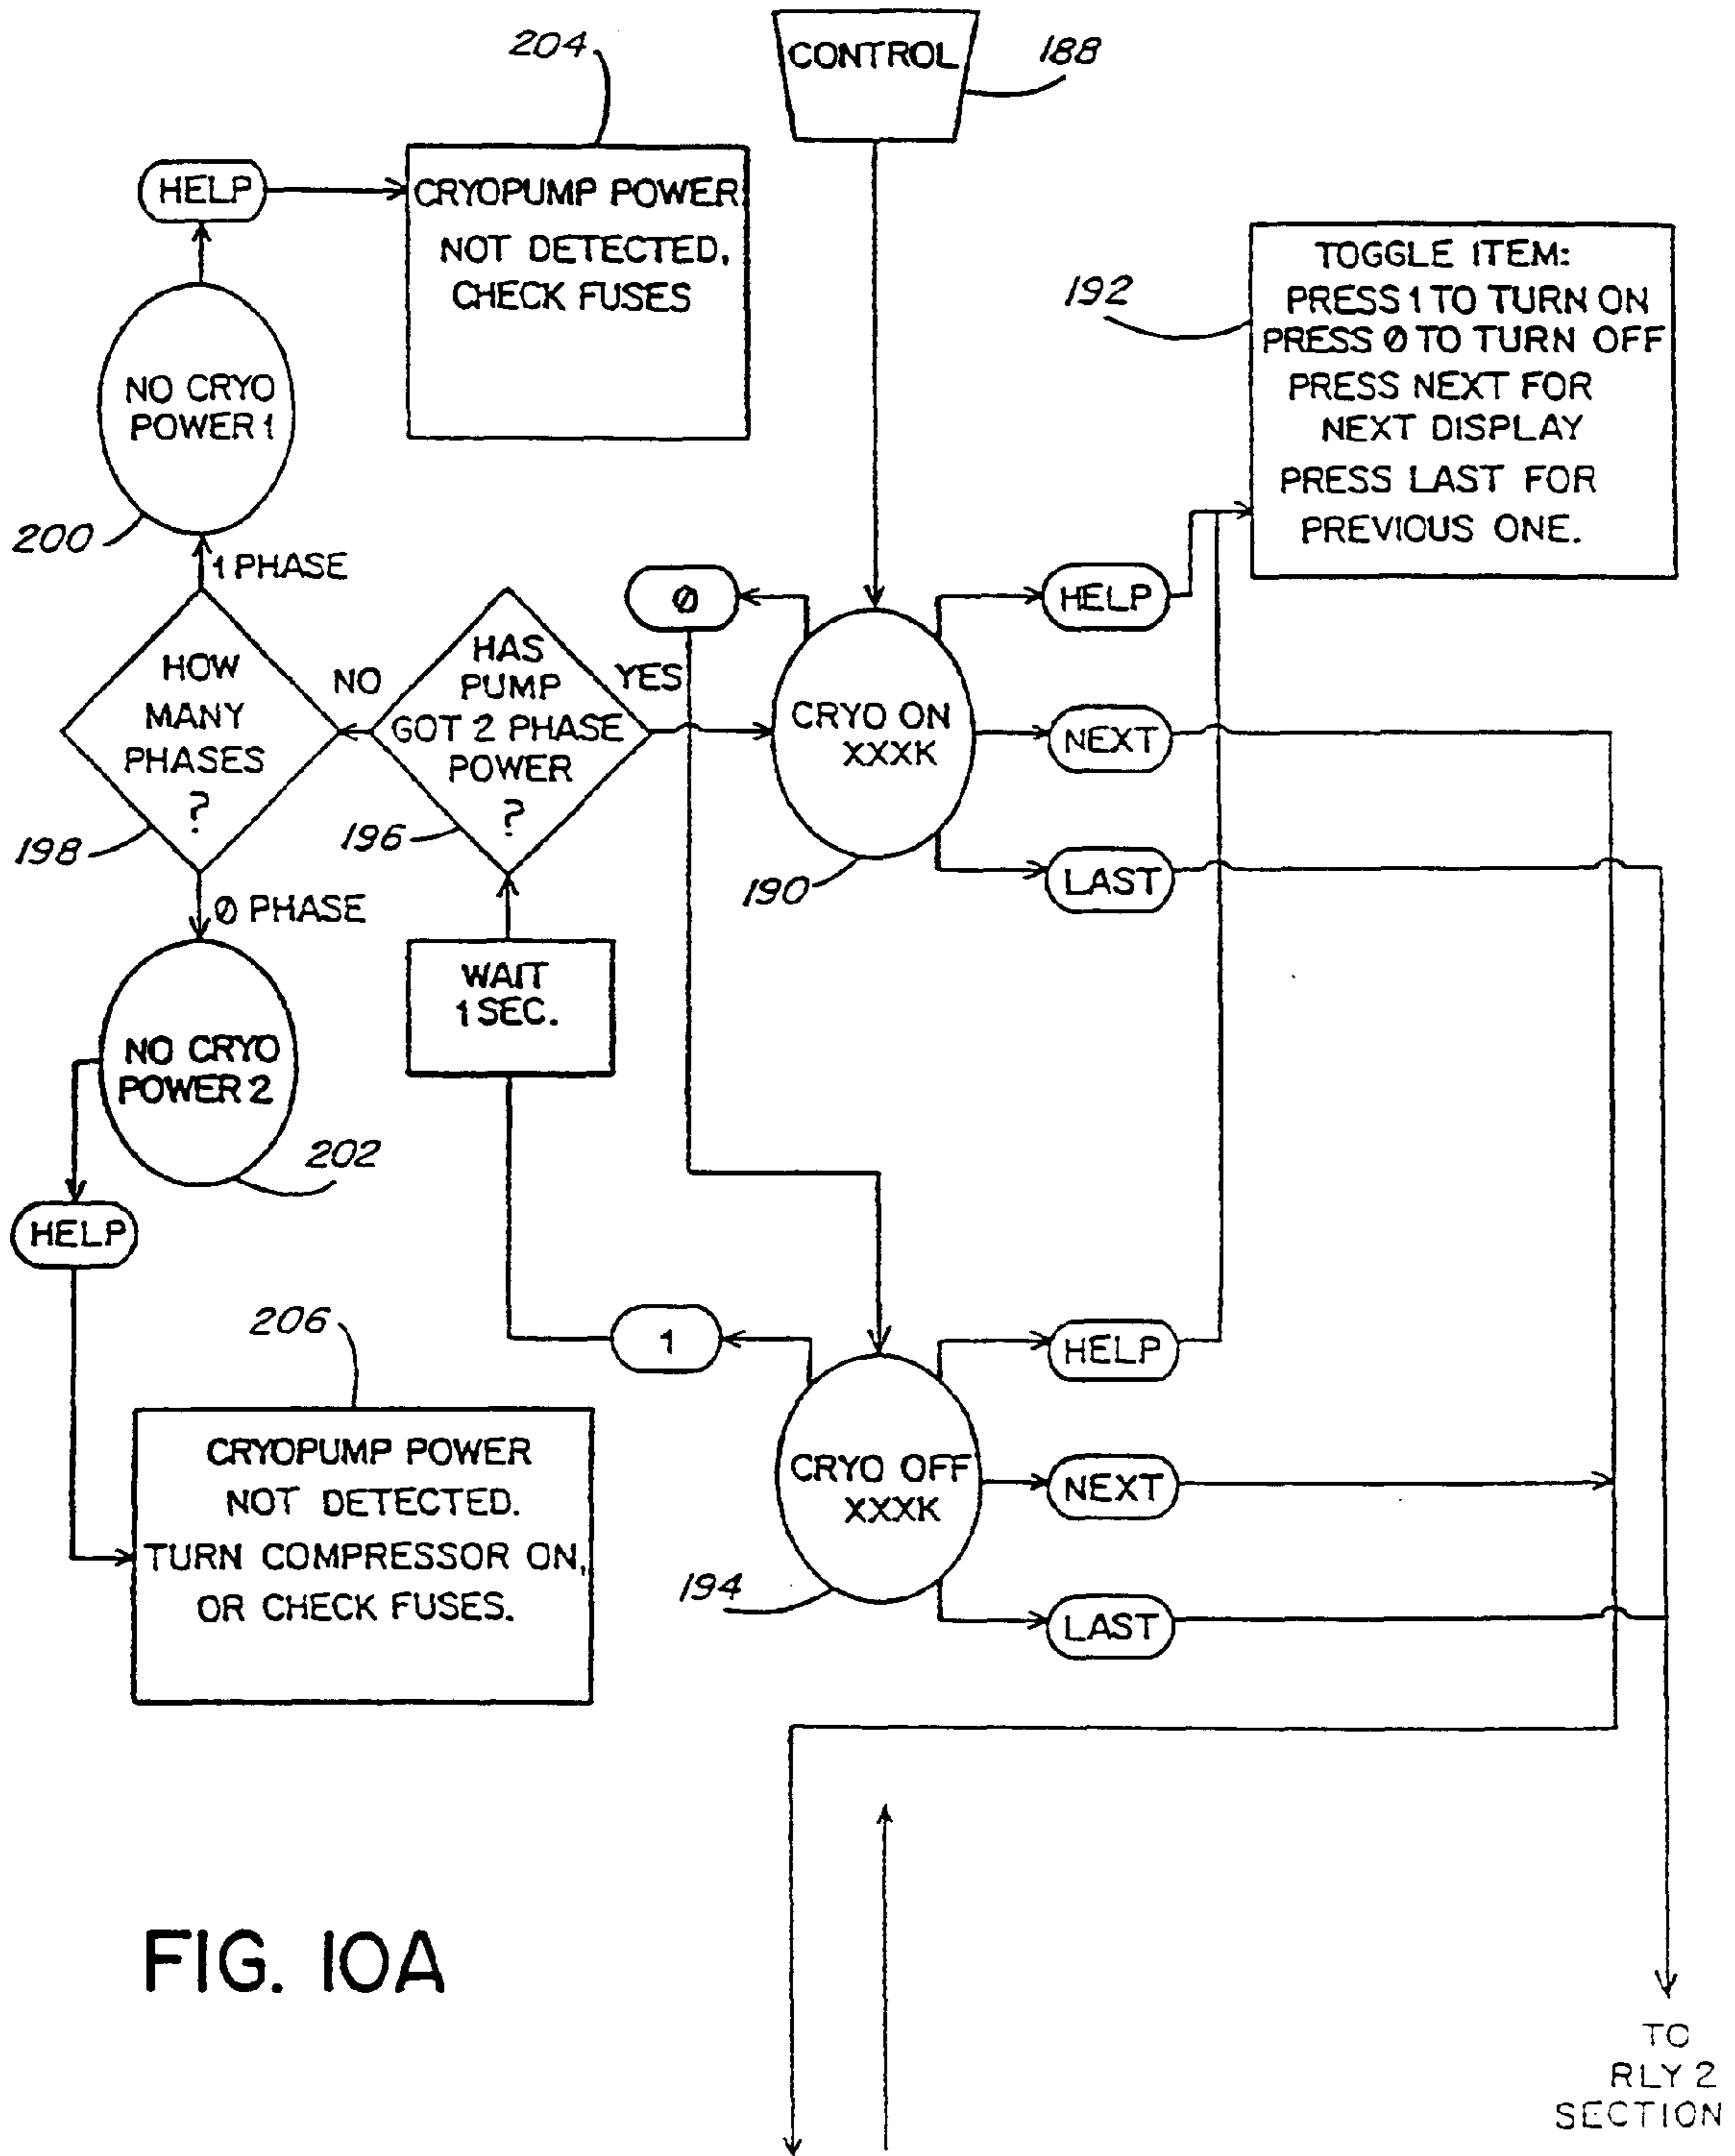 204
CONTROL
188
HELP
CRYOPUMP POWER
NOT DETECTED,
CHECK FUSES
TOGGLE ITEM:
PRESS 1 TO TURN ON
PRESS 0 TO TURN OFF
PRESS NEXT FOR
NEXT DISPLAY
PRESS LAST FOR
PREVIOUS ONE.
192
NO CRYO
POWER 1
200
1 PHASE
0
HELP
HOW
MANY
PHASES
?
198
NO
HAS
PUMP
GOT 2 PHASE
POWER
?
196
YES
CRYO ON
XXXK
190
NEXT
LAST
0 PHASE
WAIT
1 SEC.
NO CRYO
POWER 2
202
HELP
206
1
HELP
CRYOPUMP POWER
NOT DETECTED.
TURN COMPRESSOR ON,
OR CHECK FUSES.
CRYO OFF
XXXK
194
NEXT
LAST
FIG. 10A
TO
RLY 2
SECTION